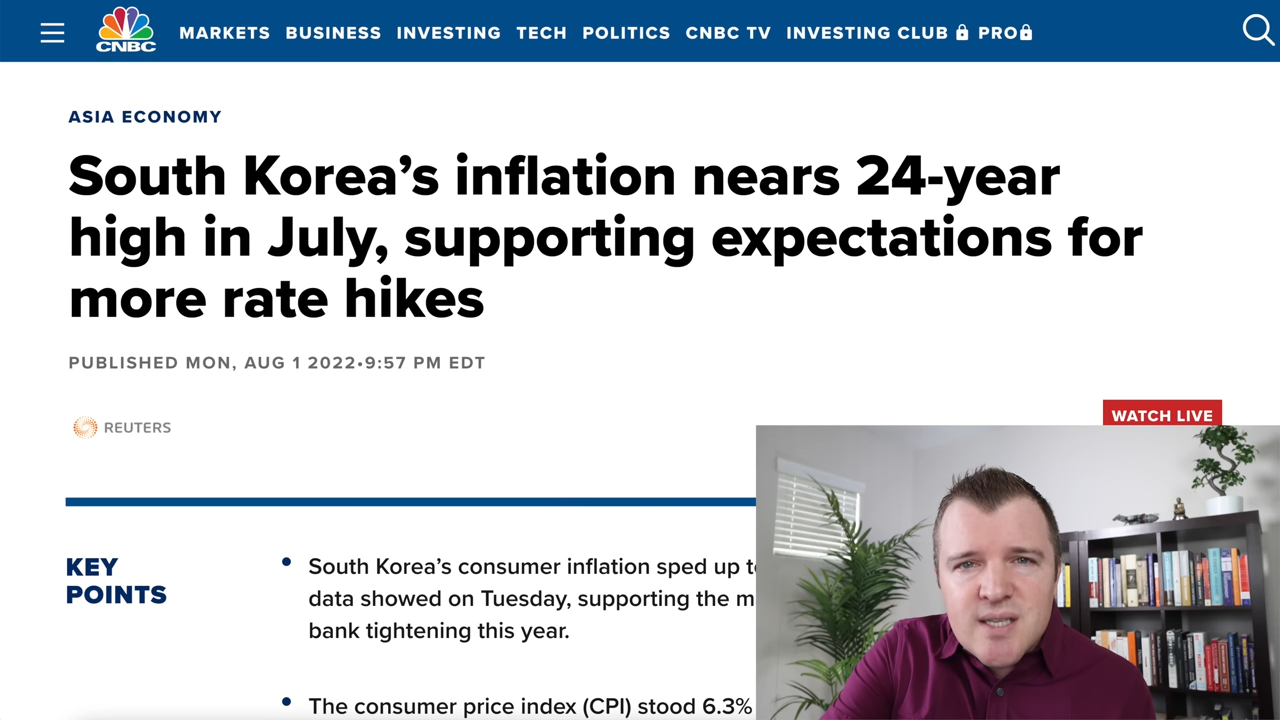 CNBC
MARKETS BUSINESS INVESTING TECH POLITICS CNBC TV INVESTING CLUB PRO
ASIA ECONOMY
South Korea’s inflation nears 24-year
high in July, supporting expectations for
more rate hikes
PUBLISHED MON, AUG 1 2022•9:57 PM EDT
REUTERS
WATCH LIVE
KEY
POINTS
• South Korea’s consumer inflation sped up
data showed on Tuesday, supporting the
bank tightening this year.
• The consumer price index (CPI) stood 6.3%